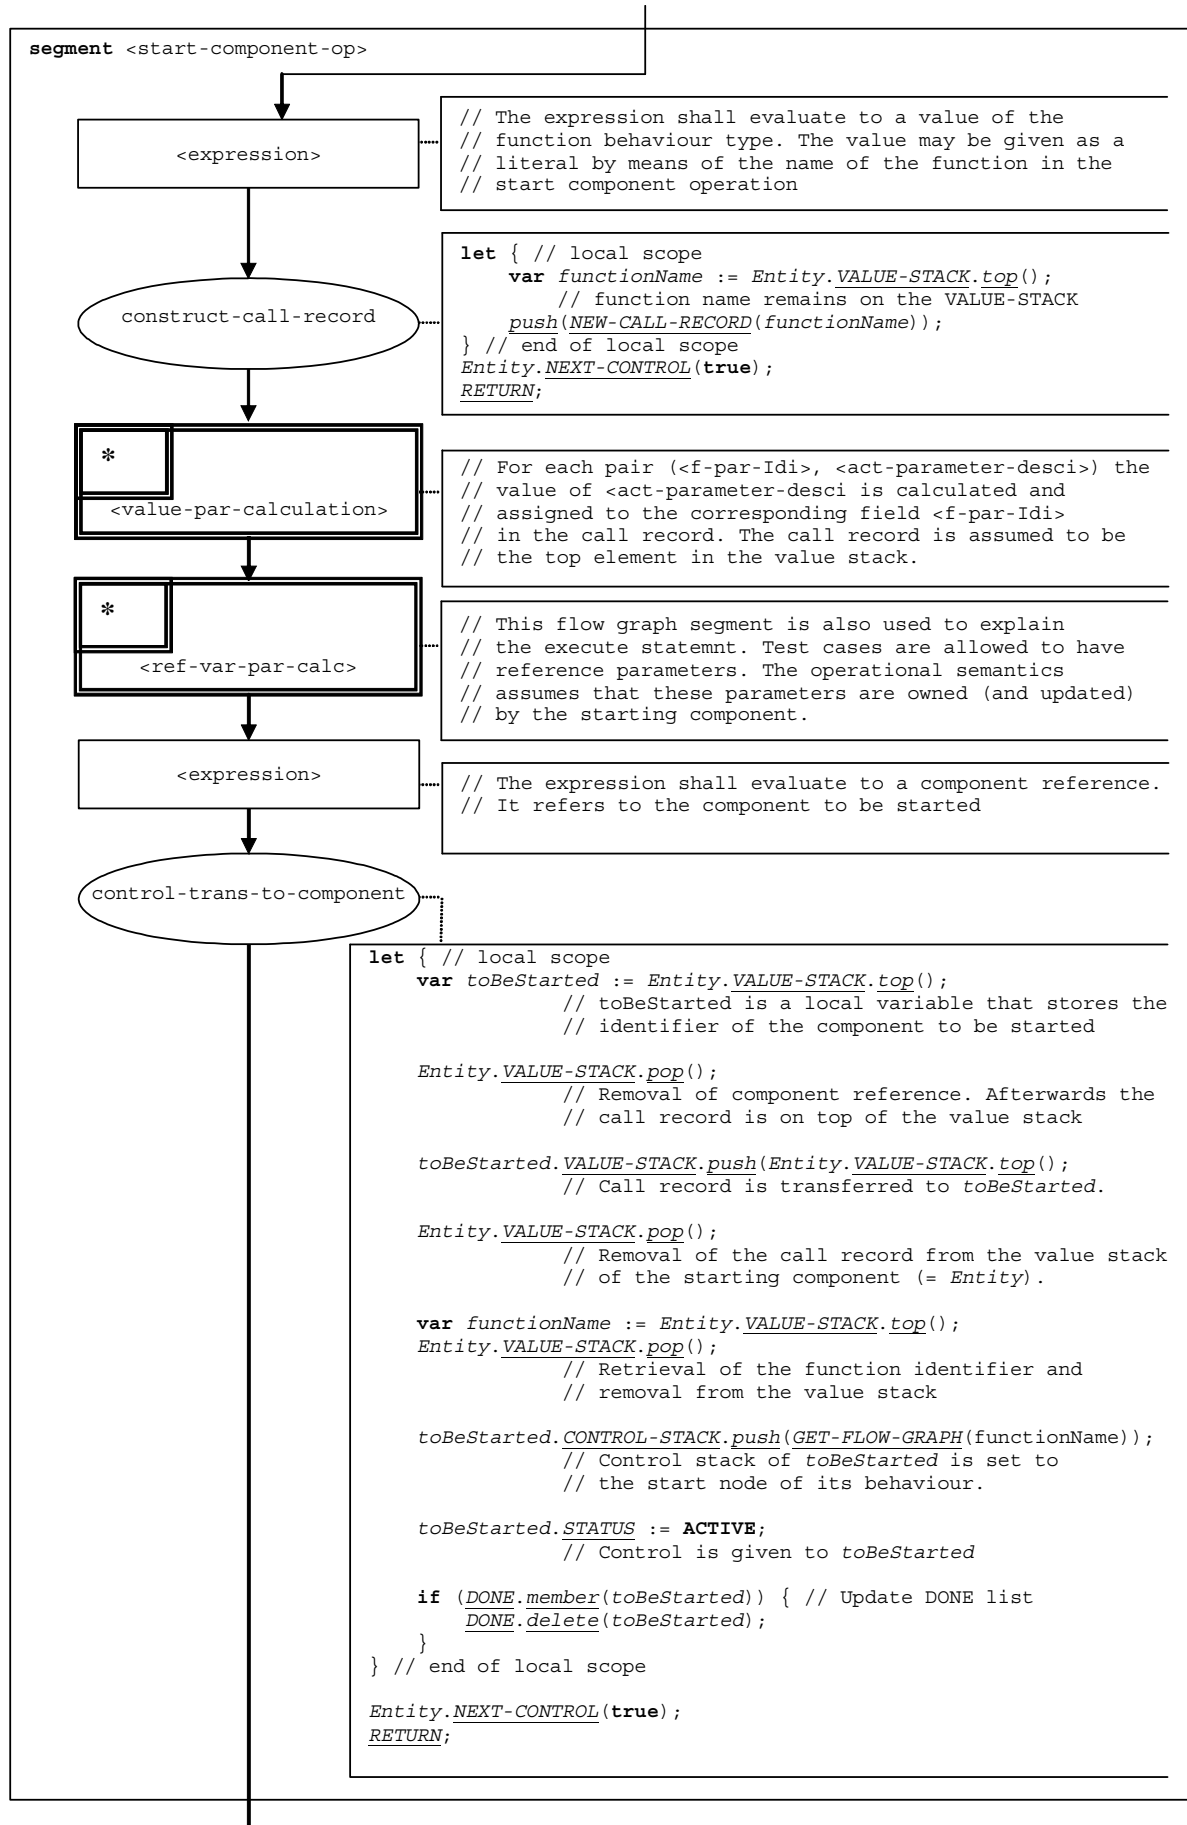 segment <start-component-op>
<expression>
// The expression shall evaluate to a value of the
// function behaviour type. The value may be given as a
// literal by means of the name of the function in the
// start component operation
construct-call-record
let { // local scope
var functionName := Entity.VALUE-STACK.top();
// function name remains on the VALUE-STACK
push(NEW-CALL-RECORD(functionName));
} // end of local scope
Entity.NEXT-CONTROL(true);
RETURN;
*
<value-par-calculation>
// For each pair (<f-par-Idi>, <act-parameter-desci>) the
// value of <act-parameter-desci is calculated and
// assigned to the corresponding field <f-par-Idi>
// in the call record. The call record is assumed to be
// the top element in the value stack.
*
<ref-var-par-calc>
// This flow graph segment is also used to explain
// the execute statemnt. Test cases are allowed to have
// reference parameters. The operational semantics
// assumes that these parameters are owned (and updated)
// by the starting component.
<expression>
// The expression shall evaluate to a component reference.
// It refers to the component to be started
control-trans-to-component
let { // local scope
var toBeStarted := Entity.VALUE-STACK.top();
// toBeStarted is a local variable that stores the
// identifier of the component to be started
Entity.VALUE-STACK.pop();
// Removal of component reference. Afterwards the
// call record is on top of the value stack
toBeStarted.VALUE-STACK.push(Entity.VALUE-STACK.top();
// Call record is transferred to toBeStarted.
Entity.VALUE-STACK.pop();
// Removal of the call record from the value stack
// of the starting component (= Entity).
var functionName := Entity.VALUE-STACK.top();
Entity.VALUE-STACK.pop();
// Retrieval of the function identifier and
// removal from the value stack
toBeStarted.CONTROL-STACK.push(GET-FLOW-GRAPH(functionName));
// Control stack of toBeStarted is set to
// the start node of its behaviour.
toBeStarted.STATUS := ACTIVE;
// Control is given to toBeStarted
if (DONE.member(toBeStarted)) { // Update DONE list
DONE.delete(toBeStarted);
}
} // end of local scope
Entity.NEXT-CONTROL(true);
RETURN;